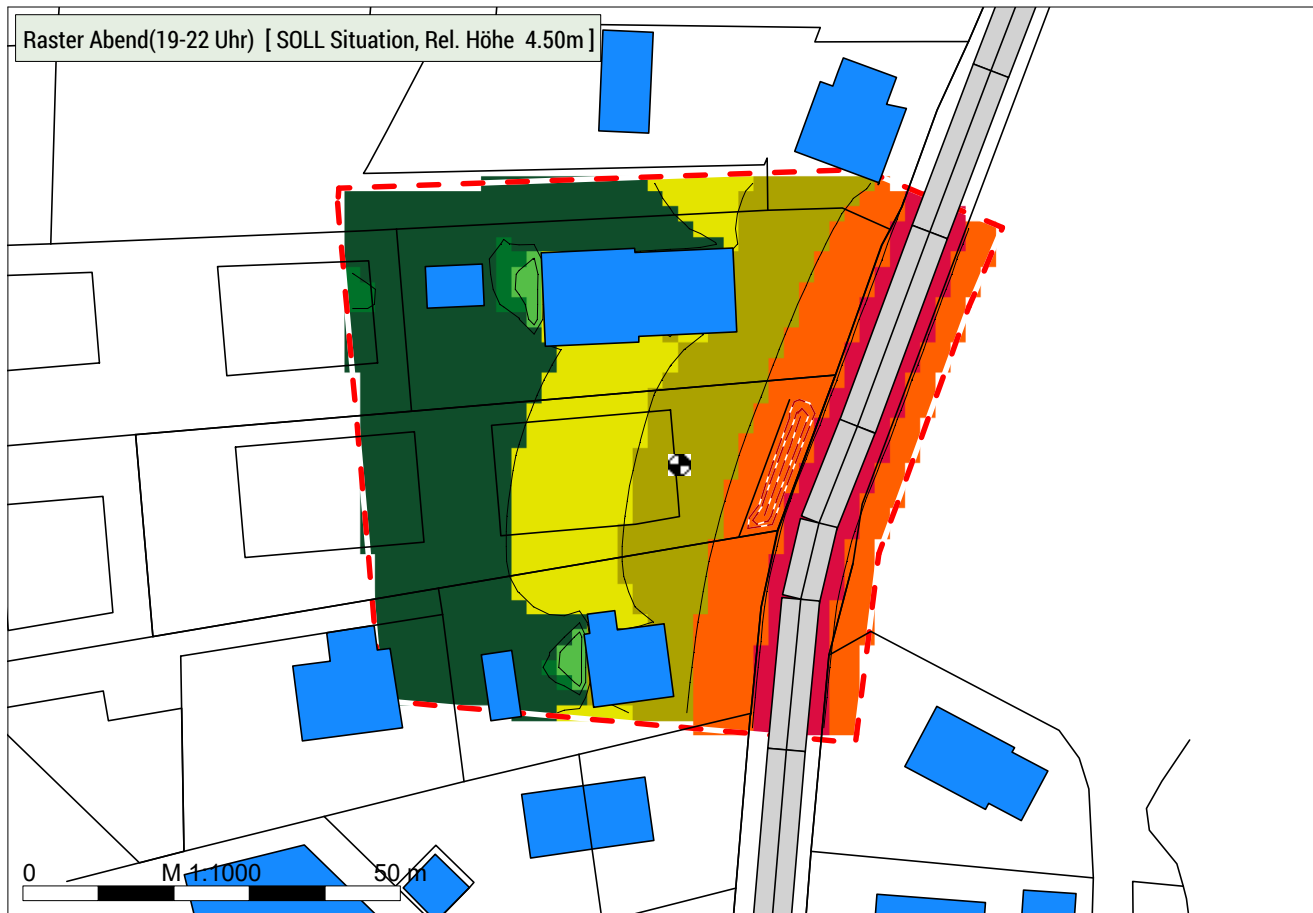 Raster Abend(19-22 Uhr) [ SOLL Situation, Rel. Höhe 4.50m ]
0 M 1:1000 50 m